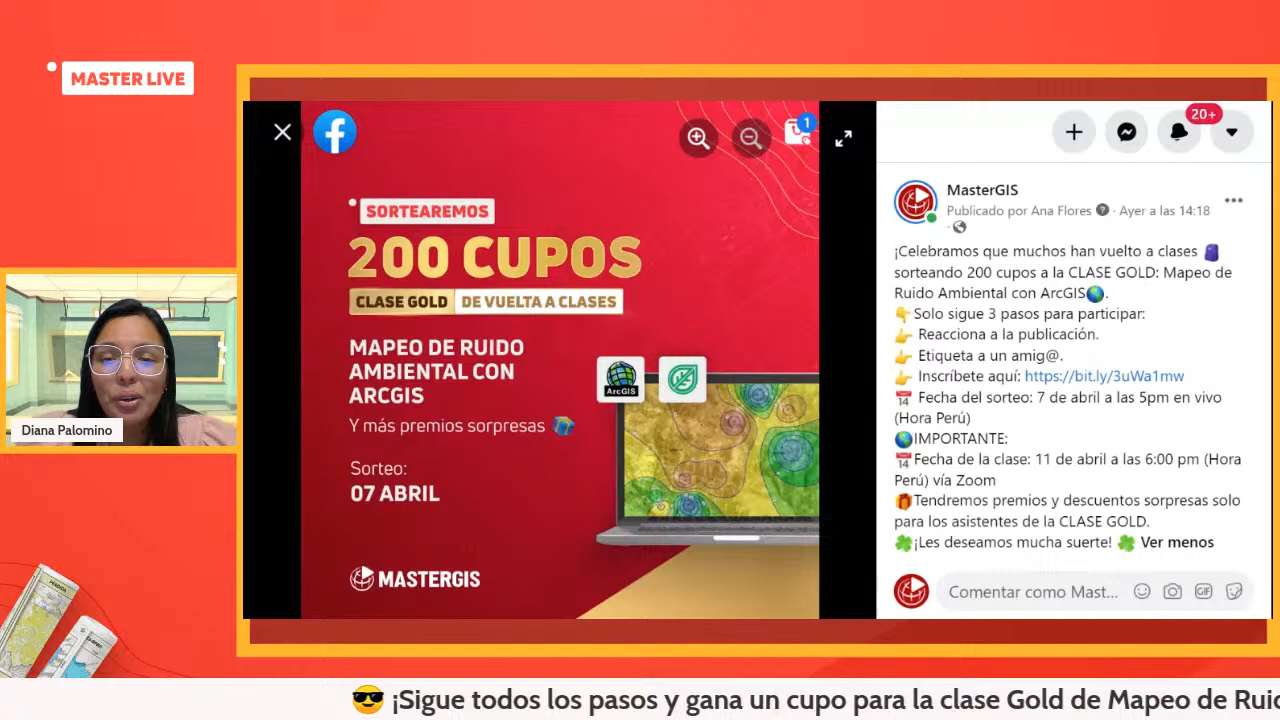 MASTER LIVE
SORTEAREMOS
200 CUPOS
CLASE GOLD DE VUELTA A CLASES
MAPEO DE RUIDO
AMBIENTAL CON
ARCGIS
Y más premios sorpresas 🎁
ArcGIS
Sorteo:
07 ABRIL
MASTERGIS
1
20+
MasterGIS
Publicado por Ana Flores · Ayer a las 14:18
¡Celebramos que muchos han vuelto a clases
sorteando 200 cupos a la CLASE GOLD: Mapeo de
Ruido Ambiental con ArcGIS🌎.
👇Solo sigue 3 pasos para participar:
👉 Reacciona a la publicación.
👉 Etiqueta a un amig@.
👉 Inscríbete aquí: https://bit.ly/3uWa1mw
📅 Fecha del sorteo: 7 de abril a las 5pm en vivo
(Hora Perú)
🌎IMPORTANTE:
📅Fecha de la clase: 11 de abril a las 6:00 pm (Hora
Perú) vía Zoom
🎁Tendremos premios y descuentos sorpresas solo
para los asistentes de la CLASE GOLD.
🍀¡Les deseamos mucha suerte! 🍀 Ver menos
Comentar como Mast...
GIF
Diana Palomino
😎 ¡Sigue todos los pasos y gana un cupo para la clase Gold de Mapeo de Ruid